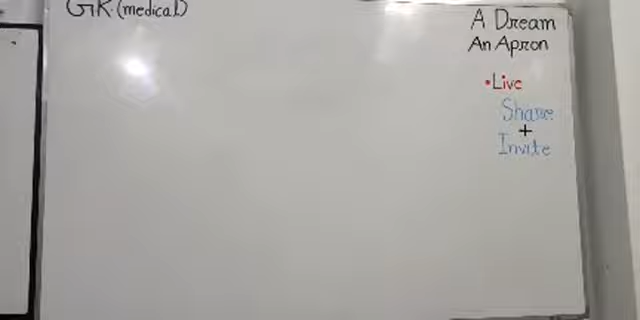 GK (medical)
A Dream
An Apron
•Live
Share
+
Invite